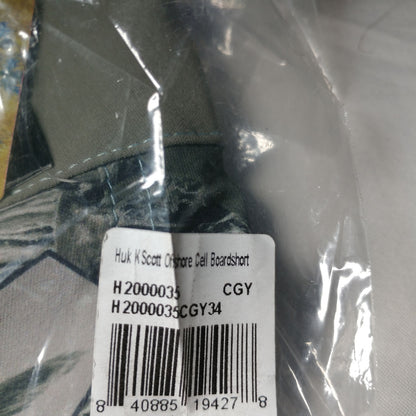 Huk K Scott Offshore Cell Boardshort
H2000035 CGY
H2000035CGY34
8 40885 19427 8